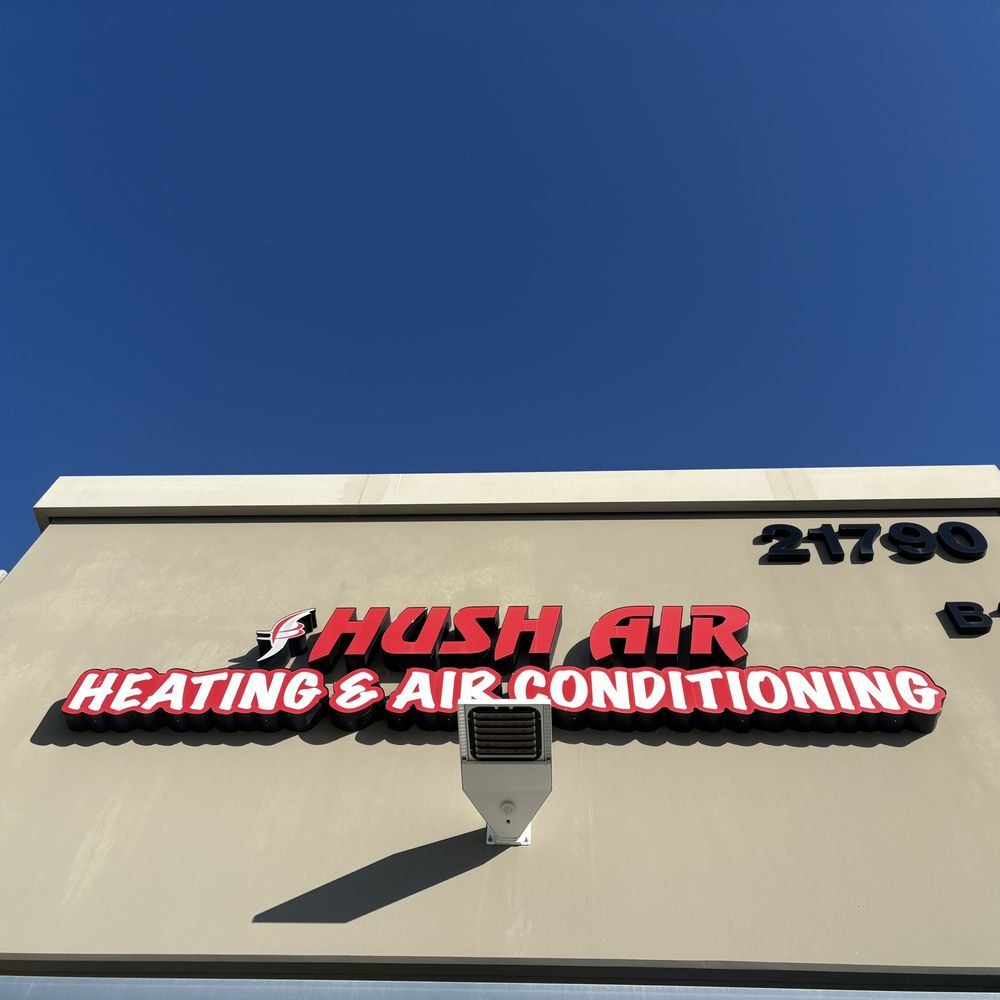 21790
B
HUSH AIR
HEATING & AIR CONDITIONING